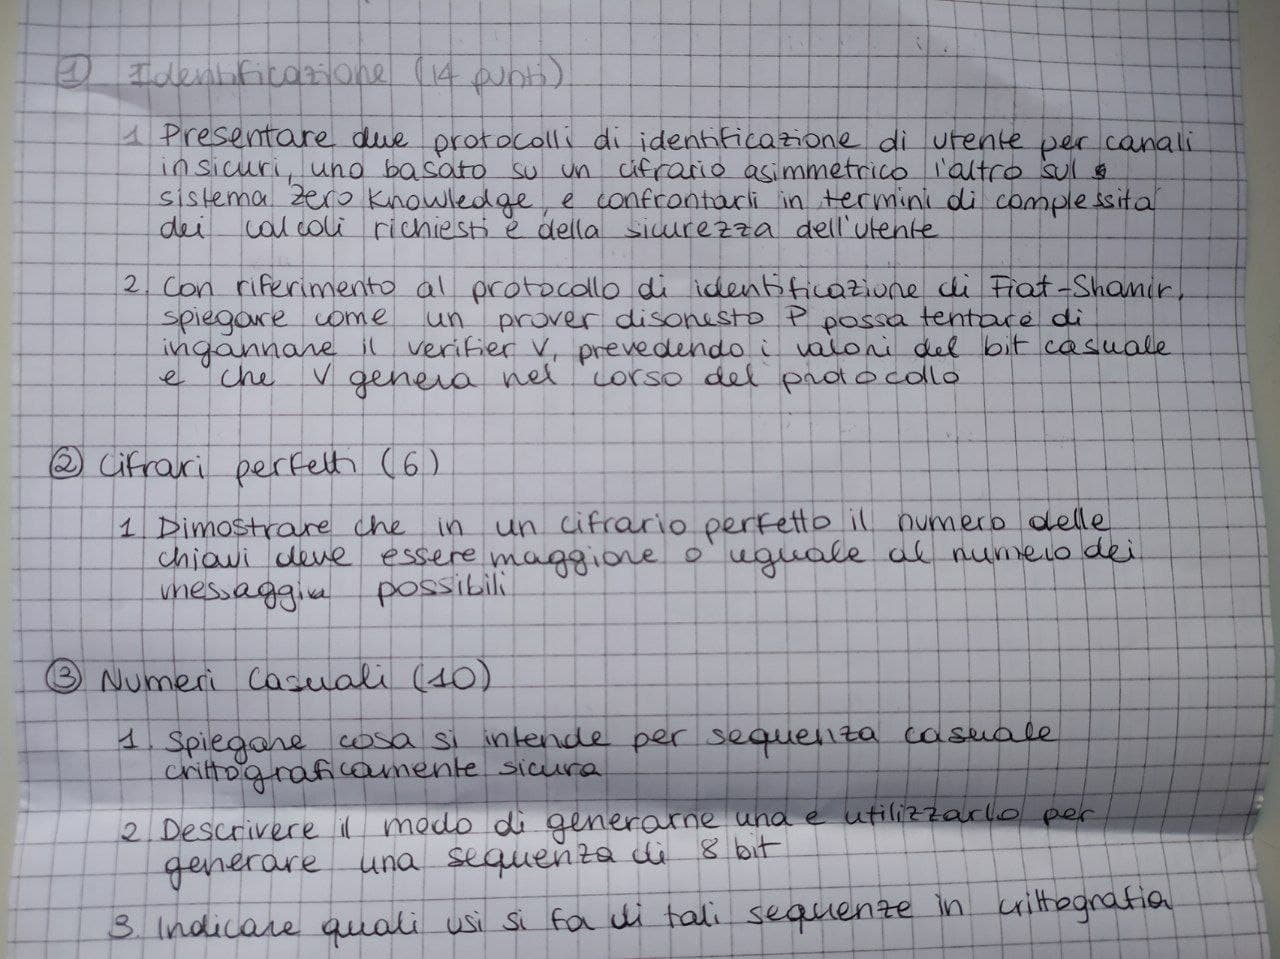 ① Identificazione (14 punti)
1 Presentare due protocolli di identificazione di utente per canali
insicuri, uno basato su un cifrario asimmetrico l'altro sul
sistema zero knowledge, e confrontarli in termini di complessità
dei calcoli richiesti e della sicurezza dell'utente
2. Con riferimento al protocollo di identificazione di Fiat-Shamir,
spiegare come un prover disonesto P possa tentare di
ingannare il verifier V, prevedendo i valori del bit casuale
e che V genera nel corso del protocollo
② Cifrari perfetti (6)
1 Dimostrare che in un cifrario perfetto il numero delle
chiavi deve essere maggiore o uguale al numero dei
messaggi possibili
③ Numeri casuali (10)
1. Spiegare cosa si intende per sequenza casuale
crittograficamente sicura
2 Descrivere il modo di generarne una e utilizzarlo per
generare una sequenza di 8 bit
3. Indicare quali usi si fa di tali sequenze in crittografia